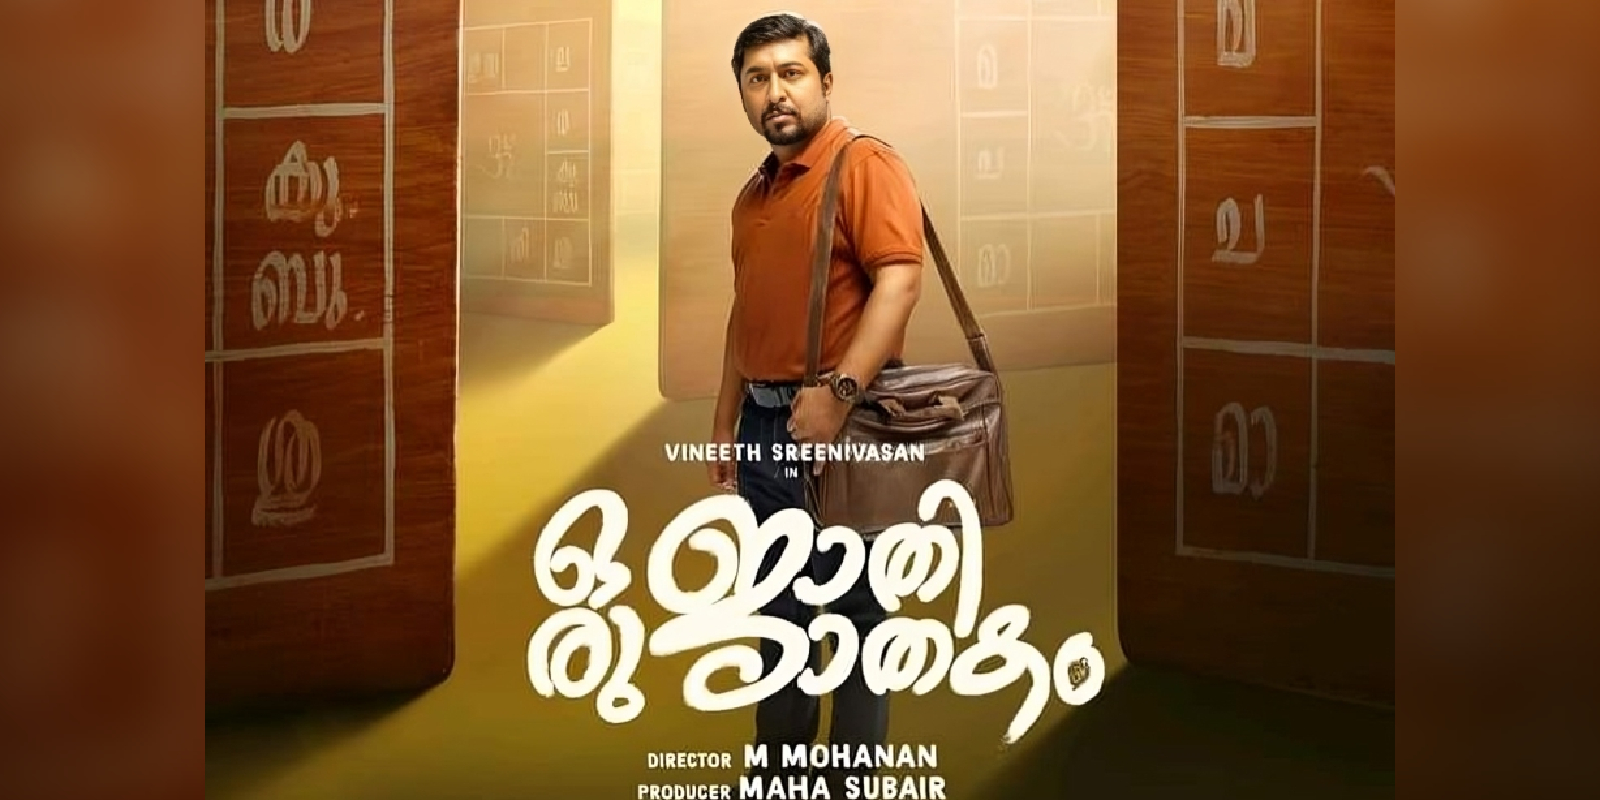 ശ
കു.
ബു.
ശ്ര
ല
ച
മാ
VINEETH SREENIVASAN
IN
ഒരു ജാതി
ജാതകം
DIRECTOR M MOHANAN
PRODUCER MAHA SUBAIR